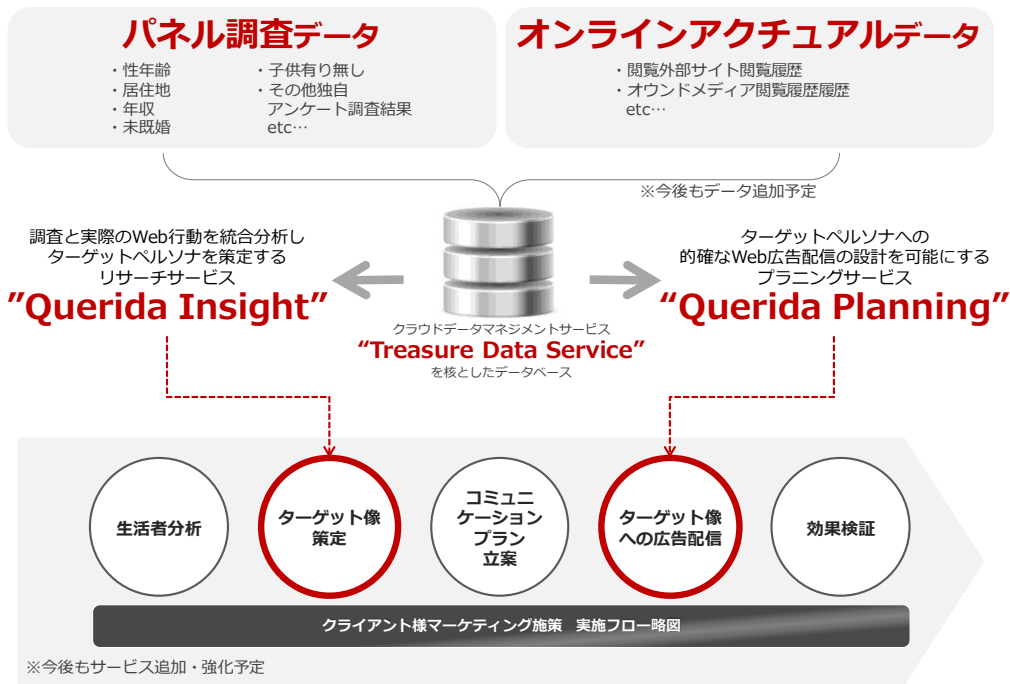 パネル調査データ
・性年齢
・居住地
・年収
・未既婚
・子供有り無し
・その他独自
アンケート調査結果
etc…
オンラインアクチュアルデータ
・閲覧外部サイト閲覧履歴
・オウンドメディア閲覧履歴履歴
etc…
※今後もデータ追加予定
調査と実際のWeb行動を統合分析し
ターゲットペルソナを策定する
リサーチサービス
”Querida Insight”
クラウドデータマネジメントサービス
“Treasure Data Service”
を核としたデータベース
ターゲットペルソナへの
的確なWeb広告配信の設計を可能にする
プラニングサービス
“Querida Planning”
生活者分析
ターゲット像
策定
コミュニ
ケーション
プラン
立案
ターゲット像
への広告配信
効果検証
クライアント様マーケティング施策 実施フロー略図
※今後もサービス追加・強化予定